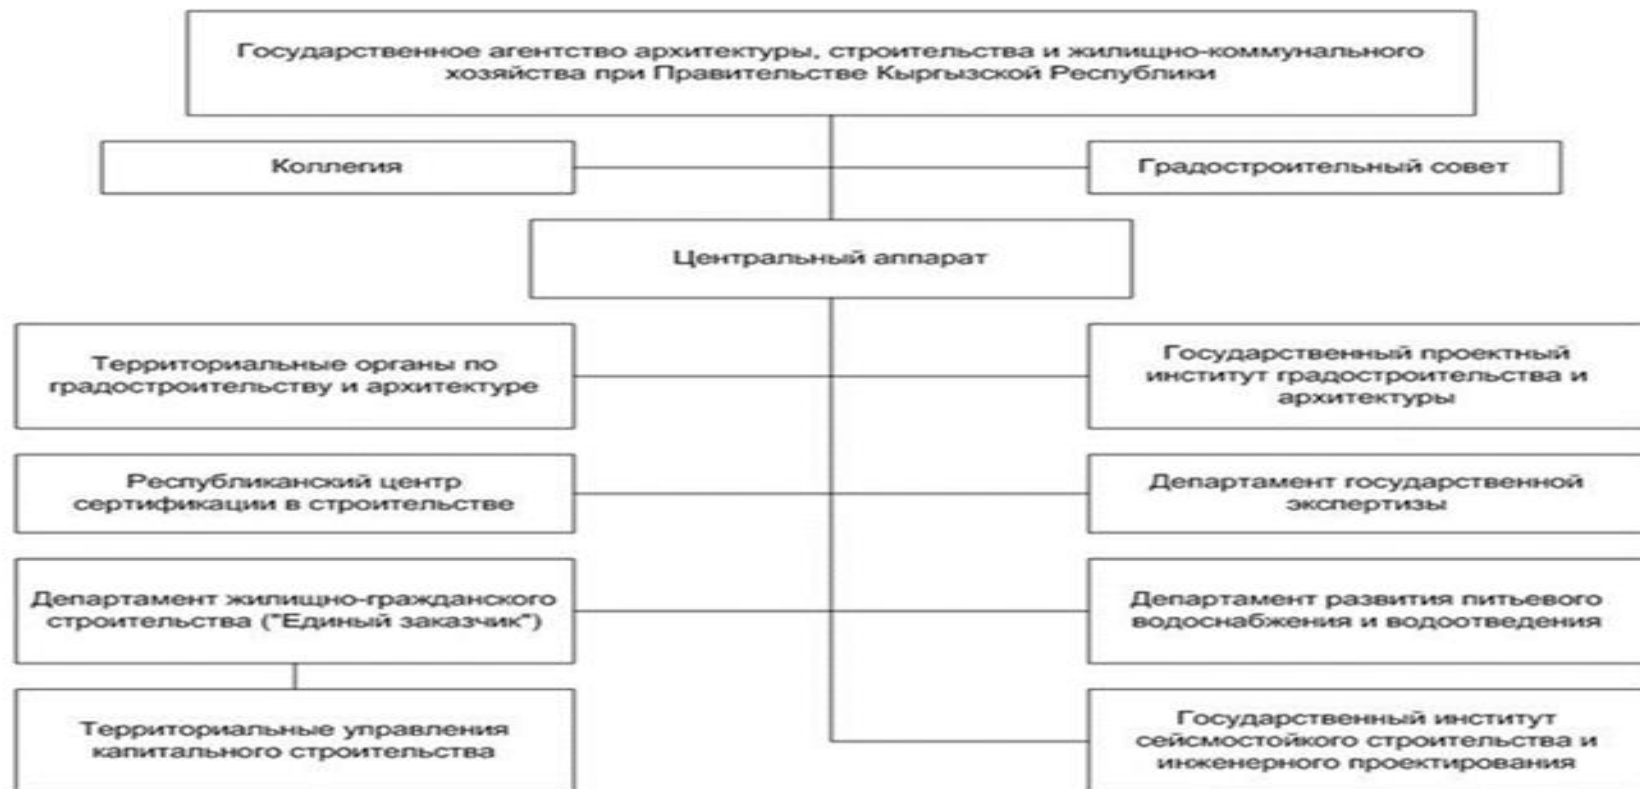 Государственное агентство архитектуры, строительства и жилищно-коммунального
хозяйства при Правительстве Кыргызской Республики
Коллегия
Градостроительный совет
Центральный аппарат
Территориальные органы по
градостроительству и архитектуре
Государственный проектный
институт градостроительства и
архитектуры
Республиканский центр
сертификации в строительстве
Департамент государственной
экспертизы
Департамент жилищно-гражданского
строительства ("Единый заказчик")
Департамент развития питьевого
водоснабжения и водоотведения
Территориальные управления
капитального строительства
Государственный институт
сейсмостойкого строительства и
инженерного проектирования